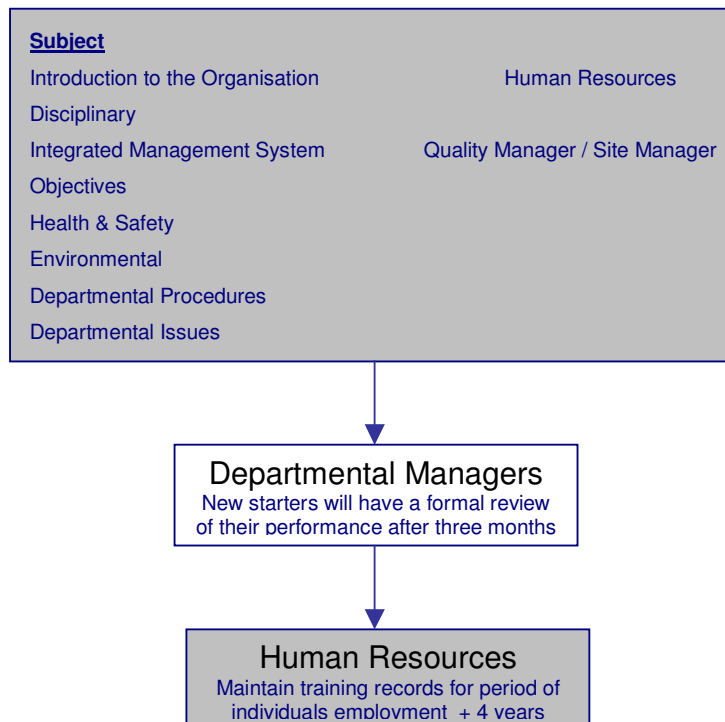 Subject
Introduction to the Organisation Human Resources
Disciplinary
Integrated Management System Quality Manager / Site Manager
Objectives
Health & Safety
Environmental
Departmental Procedures
Departmental Issues
Departmental Managers
New starters will have a formal review
of their performance after three months
Human Resources
Maintain training records for period of
individuals employment + 4 years